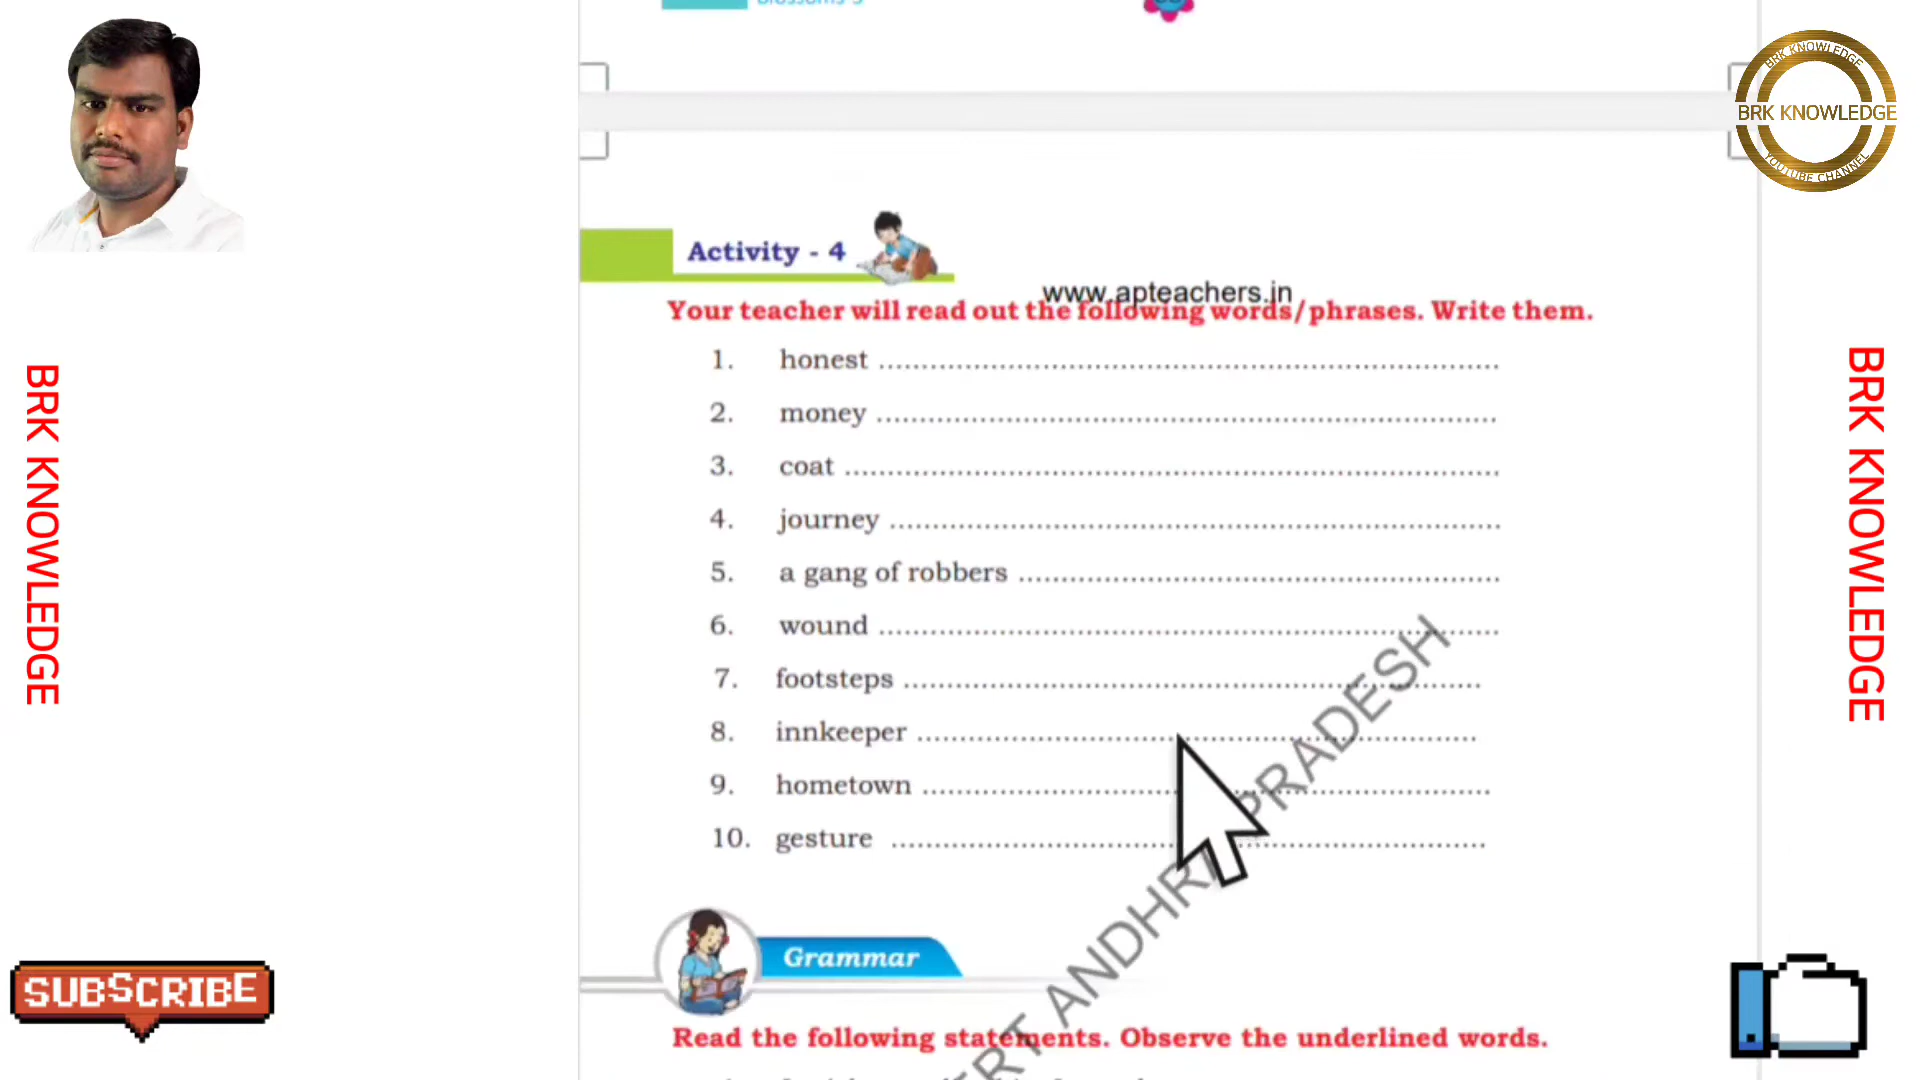 Blossoms-5
BRK KNOWLEDGE
BRK KNOWLEDGE
YOUTUBE CHANNEL
Activity - 4
www.apteachers.in
Your teacher will read out the following words/phrases. Write them.
1. honest ..........
2. money ..........
3. coat ..........
4. journey ..........
5. a gang of robbers ..........
6. wound ..........
7. footsteps ..........
8. innkeeper ..........
9. hometown ..........
10. gesture ..........
ANDHRA PRADESH
Grammar
Read the following statements. Observe the underlined words.
BRK KNOWLEDGE
BRK KNOWLEDGE
SUBSCRIBE